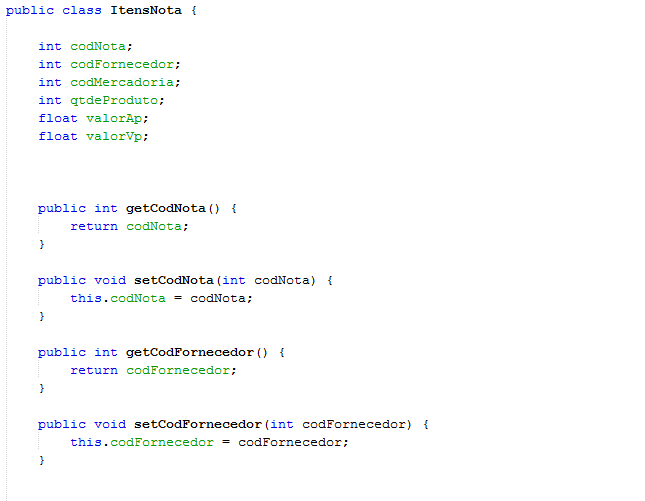 public class ItensNota {
int codNota;
int codFornecedor;
int codMercadoria;
int qtdeProduto;
float valorAp;
float valorVp;
public int getCodNota() {
return codNota;
}
public void setCodNota(int codNota) {
this.codNota = codNota;
}
public int getCodFornecedor() {
return codFornecedor;
}
public void setCodFornecedor(int codFornecedor) {
this.codFornecedor = codFornecedor;
}